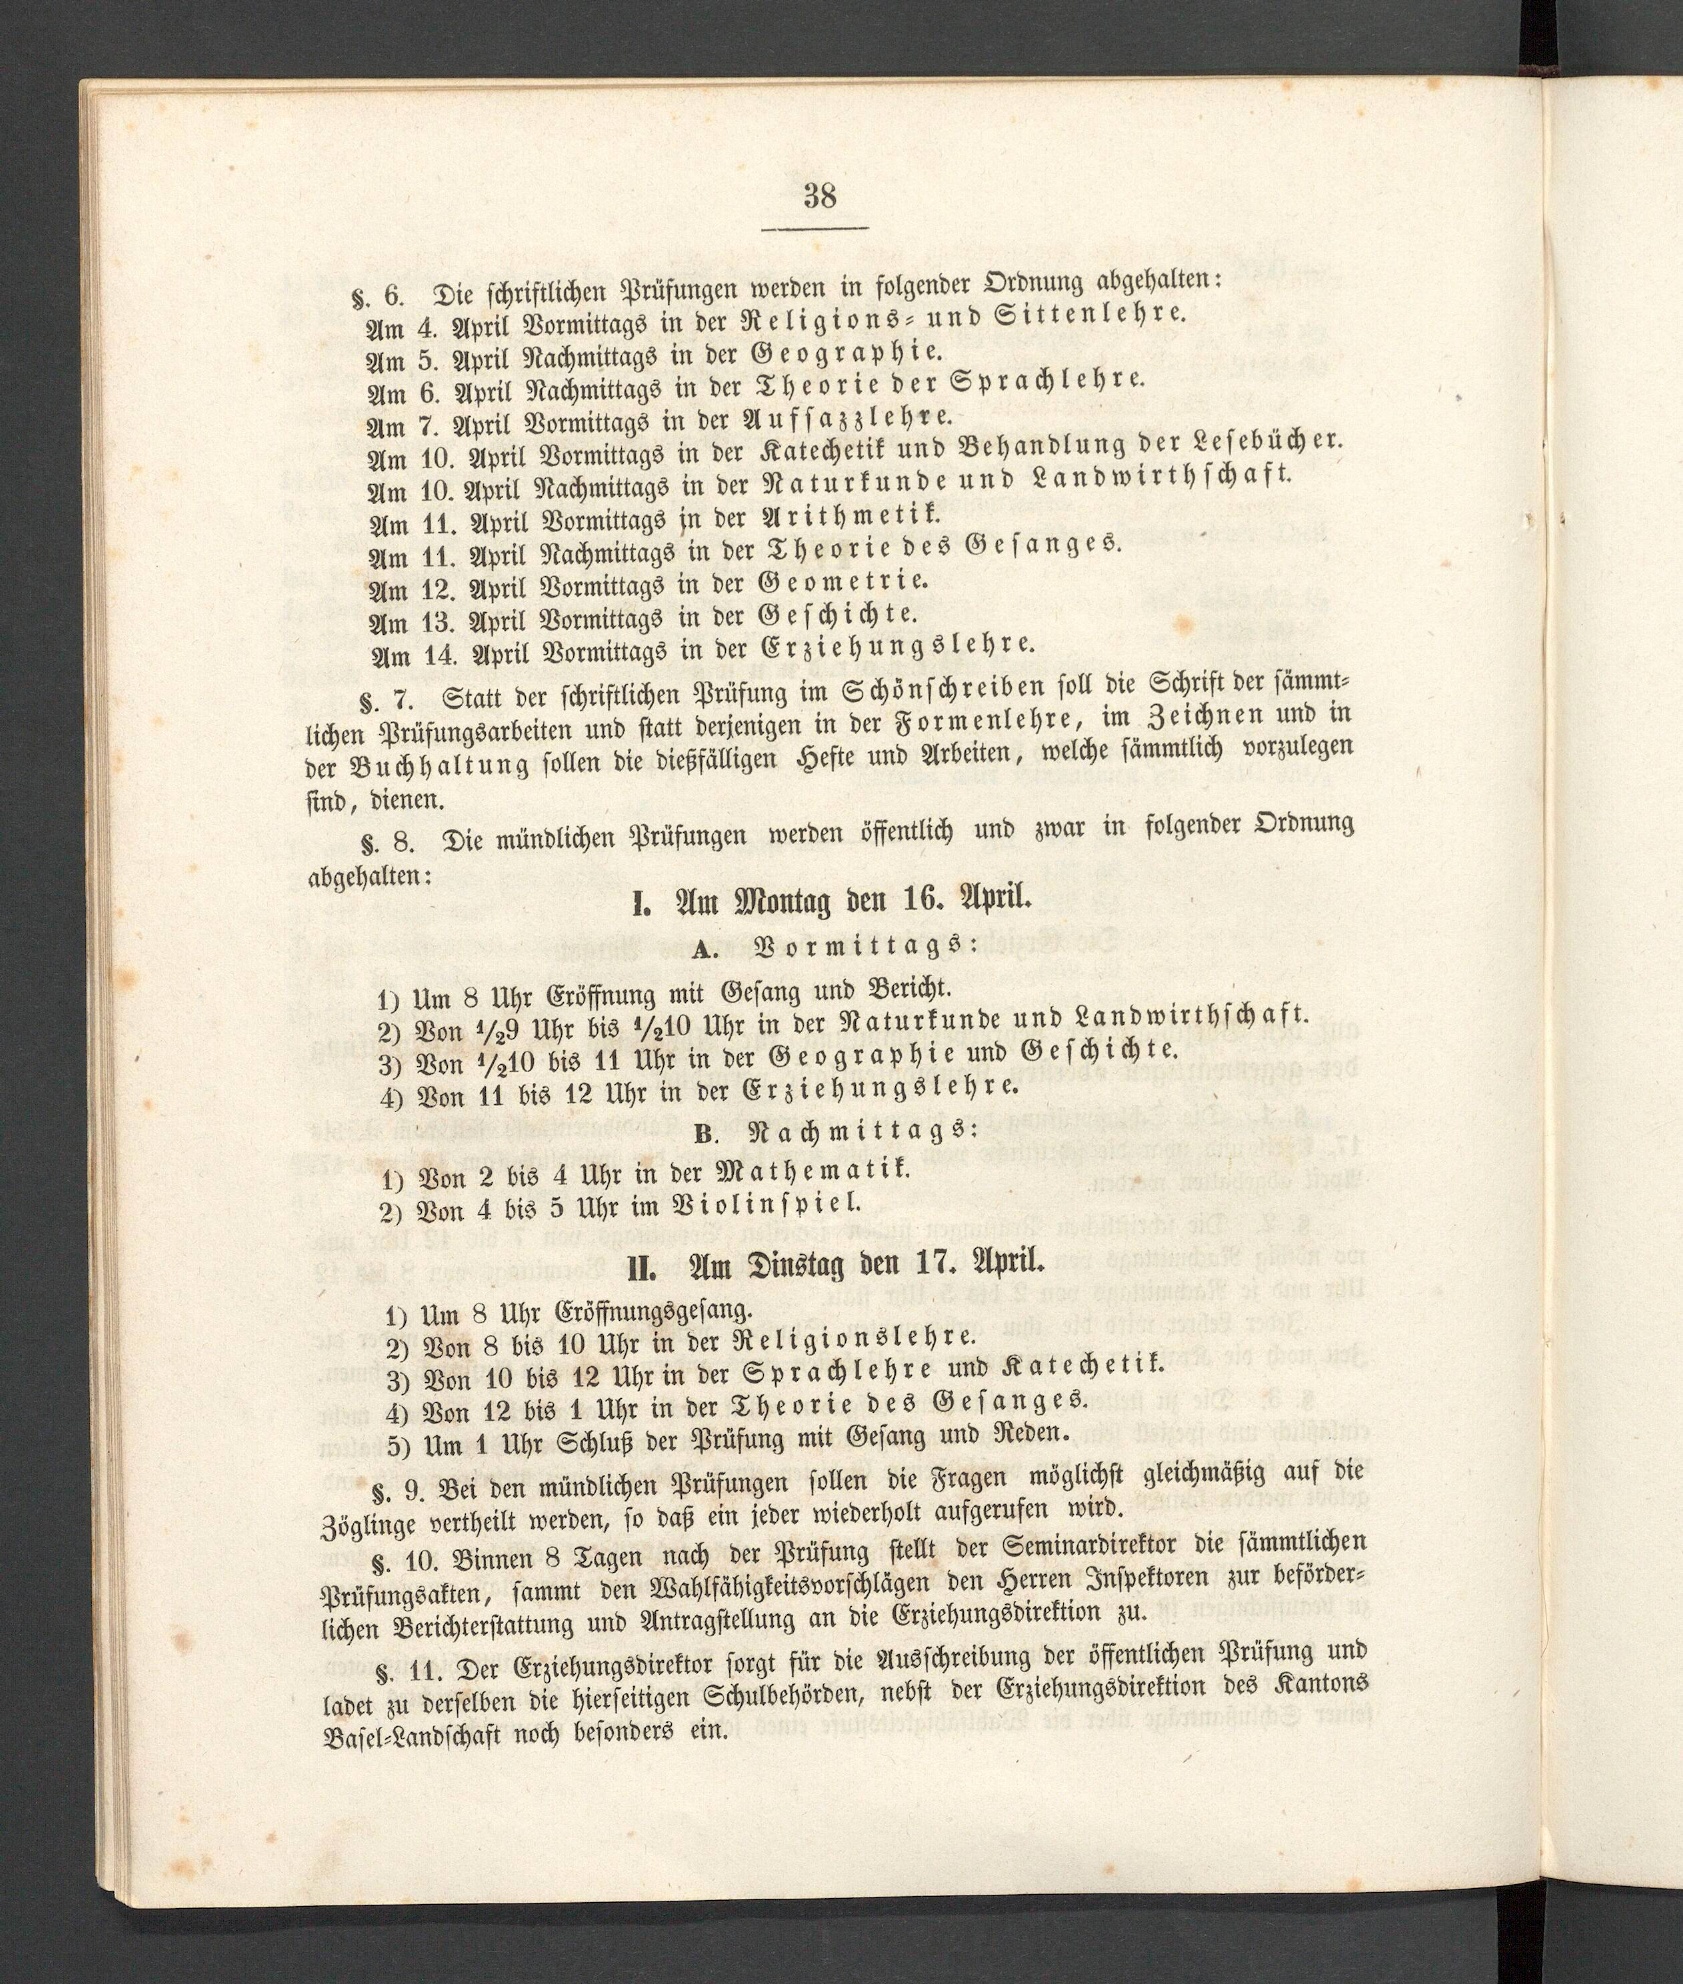 38
§. 6. Die schriftlichen Prüfungen werden in folgender Ordnung abgehalten:
Am 4. April Vormittags in der Religions- und Sittenlehre.
Am 5. April Nachmittags in der Geographie.
Am 6. April Nachmittags in der Theorie der Sprachlehre.
Am 7. April Vormittags in der Aufsazzlehre.
Am 10. April Vormittags in der Katechetik und Behandlung der Lesebücher.
Am 10. April Nachmittags in der Naturkunde und Landwirthschaft.
Am 11. April Vormittags in der Arithmetik.
Am 11. April Nachmittags in der Theorie des Gesanges.
Am 12. April Vormittags in der Geometrie.
Am 13. April Vormittags in der Geschichte.
Am 14. April Vormittags in der Erziehungslehre.
§. 7. Statt der schriftlichen Prüfung im Schönschreiben soll die Schrift der sämmt-
lichen Prüfungsarbeiten und statt derjenigen in der Formenlehre, im Zeichnen und in
der Buchhaltung sollen die dießfälligen Hefte und Arbeiten, welche sämmtlich vorzulegen
sind, dienen.
§. 8. Die mündlichen Prüfungen werden öffentlich und zwar in folgender Ordnung
abgehalten:
I. Am Montag den 16. April.
A. Vormittags:
1) Um 8 Uhr Eröffnung mit Gesang und Bericht.
2) Von 1/29 Uhr bis 1/210 Uhr in der Naturkunde und Landwirthschaft.
3) Von 1/210 bis 11 Uhr in der Geographie und Geschichte.
4) Von 11 bis 12 Uhr in der Erziehungslehre.
B. Nachmittags:
1) Von 2 bis 4 Uhr in der Mathematik.
2) Von 4 bis 5 Uhr im Violinspiel.
II. Am Dinstag den 17. April.
1) Um 8 Uhr Eröffnungsgesang.
2) Von 8 bis 10 Uhr in der Religionslehre.
3) Von 10 bis 12 Uhr in der Sprachlehre und Katechetik.
4) Von 12 bis 1 Uhr in der Theorie des Gesanges.
5) Um 1 Uhr Schluß der Prüfung mit Gesang und Reden.
§. 9. Bei den mündlichen Prüfungen sollen die Fragen möglichst gleichmäßig auf die
Zöglinge vertheilt werden, so daß ein jeder wiederholt aufgerufen wird.
§. 10. Binnen 8 Tagen nach der Prüfung stellt der Seminardirektor die sämmtlichen
Prüfungsakten, sammt den Wahlfähigkeitsvorschlägen den Herren Inspektoren zur beförder-
lichen Berichterstattung und Antragstellung an die Erziehungsdirektion zu.
§. 11. Der Erziehungsdirektor sorgt für die Ausschreibung der öffentlichen Prüfung und
ladet zu derselben die hierseitigen Schulbehörden, nebst der Erziehungsdirektion des Kantons
Basel-Landschaft noch besonders ein.